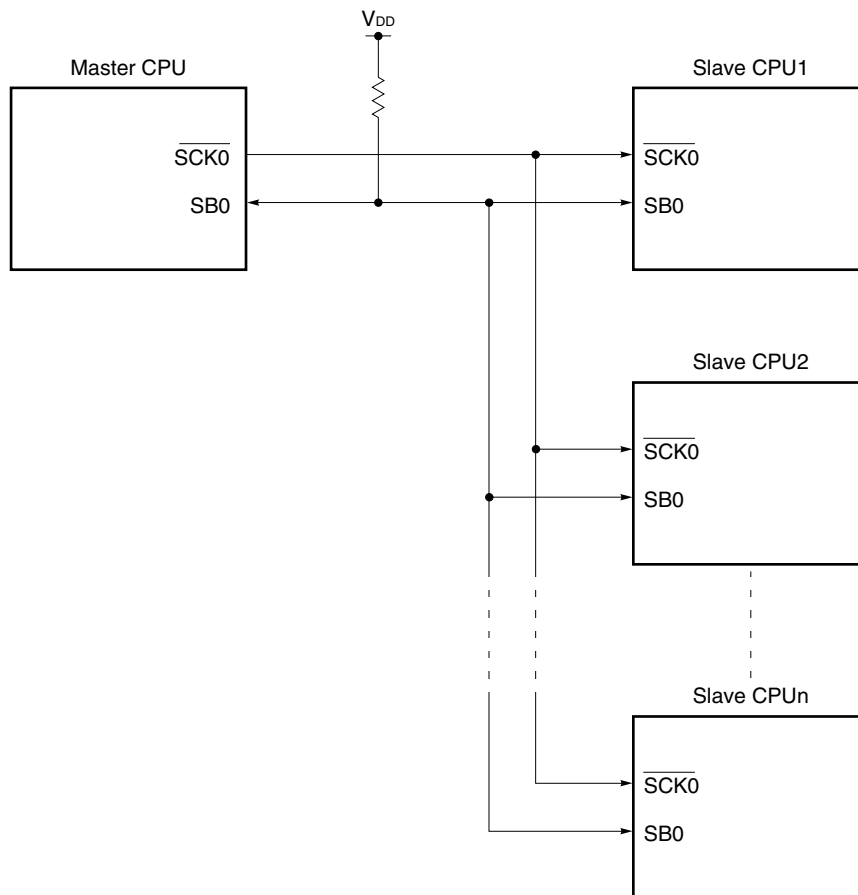 VDD
Master CPU
SCK0
SB0
Slave CPU1
SCK0
SB0
Slave CPU2
SCK0
SB0
Slave CPUn
SCK0
SB0